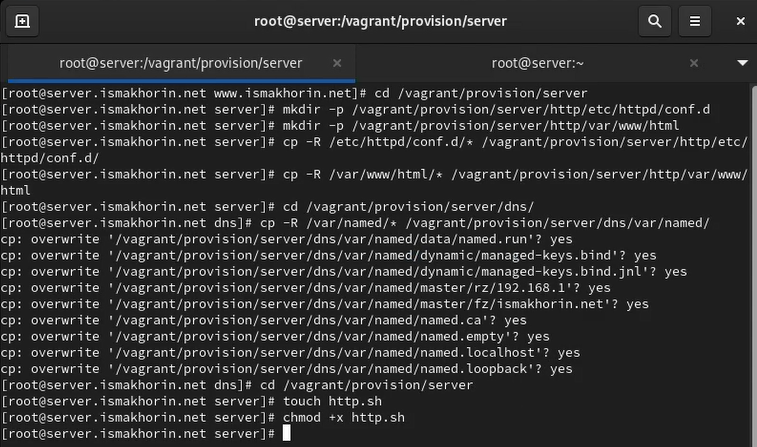 root@server:/vagrant/provision/server
root@server:/vagrant/provision/server
root@server:~
[root@server.ismakhorin.net www.ismakhorin.net]# cd /vagrant/provision/server
[root@server.ismakhorin.net server]# mkdir -p /vagrant/provision/server/http/etc/httpd/conf.d
[root@server.ismakhorin.net server]# mkdir -p /vagrant/provision/server/http/var/www/html
[root@server.ismakhorin.net server]# cp -R /etc/httpd/conf.d/* /vagrant/provision/server/http/etc/
httpd/conf.d/
[root@server.ismakhorin.net server]# cp -R /var/www/html/* /vagrant/provision/server/http/var/www/
html
[root@server.ismakhorin.net server]# cd /vagrant/provision/server/dns/
[root@server.ismakhorin.net dns]# cp -R /var/named/* /vagrant/provision/server/dns/var/named/
cp: overwrite '/vagrant/provision/server/dns/var/named/data/named.run'? yes
cp: overwrite '/vagrant/provision/server/dns/var/named/dynamic/managed-keys.bind'? yes
cp: overwrite '/vagrant/provision/server/dns/var/named/dynamic/managed-keys.bind.jnl'? yes
cp: overwrite '/vagrant/provision/server/dns/var/named/master/rz/192.168.1'? yes
cp: overwrite '/vagrant/provision/server/dns/var/named/master/fz/ismakhorin.net'? yes
cp: overwrite '/vagrant/provision/server/dns/var/named/named.ca'? yes
cp: overwrite '/vagrant/provision/server/dns/var/named/named.empty'? yes
cp: overwrite '/vagrant/provision/server/dns/var/named/named.localhost'? yes
cp: overwrite '/vagrant/provision/server/dns/var/named/named.loopback'? yes
[root@server.ismakhorin.net dns]# cd /vagrant/provision/server
[root@server.ismakhorin.net server]# touch http.sh
[root@server.ismakhorin.net server]# chmod +x http.sh
[root@server.ismakhorin.net server]#